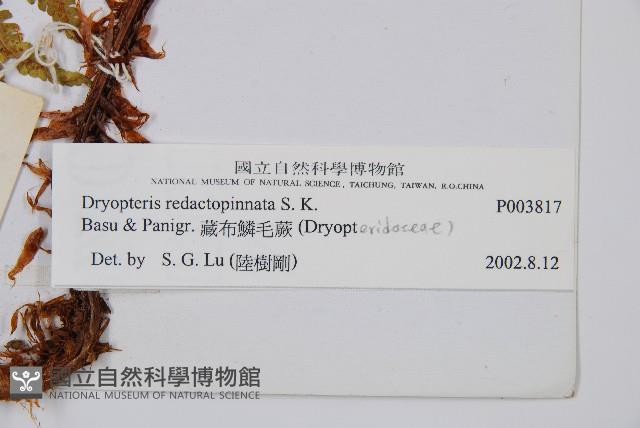 國立自然科學博物館
NATIONAL MUSEUM OF NATURAL SCIENCE, TAICHUNG, TAIWAN, R.O.CHINA
Dryopteris redactopinnata S. K. P003817
Basu & Panigr. 藏布鱗毛蕨 (Dryopteridaceae)
Det. by S. G. Lu (陸樹剛) 2002.8.12
國立自然科學博物館
NATIONAL MUSEUM OF NATURAL SCIENCE